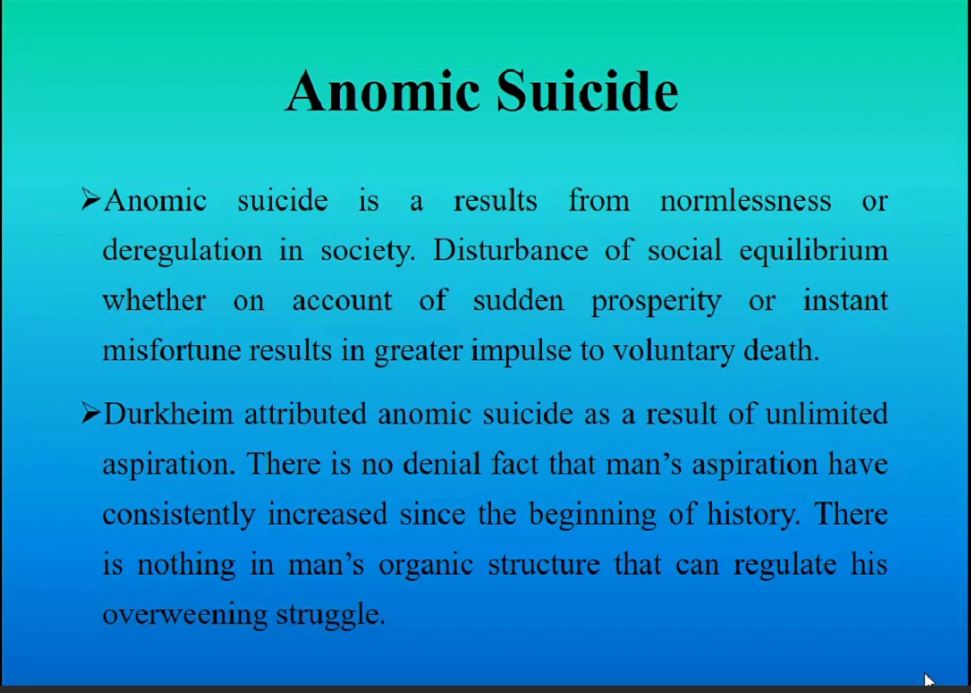 Anomic Suicide
➢Anomic suicide is a results from normlessness or
deregulation in society. Disturbance of social equilibrium
whether on account of sudden prosperity or instant
misfortune results in greater impulse to voluntary death.
➢Durkheim attributed anomic suicide as a result of unlimited
aspiration. There is no denial fact that man’s aspiration have
consistently increased since the beginning of history. There
is nothing in man’s organic structure that can regulate his
overweening struggle.